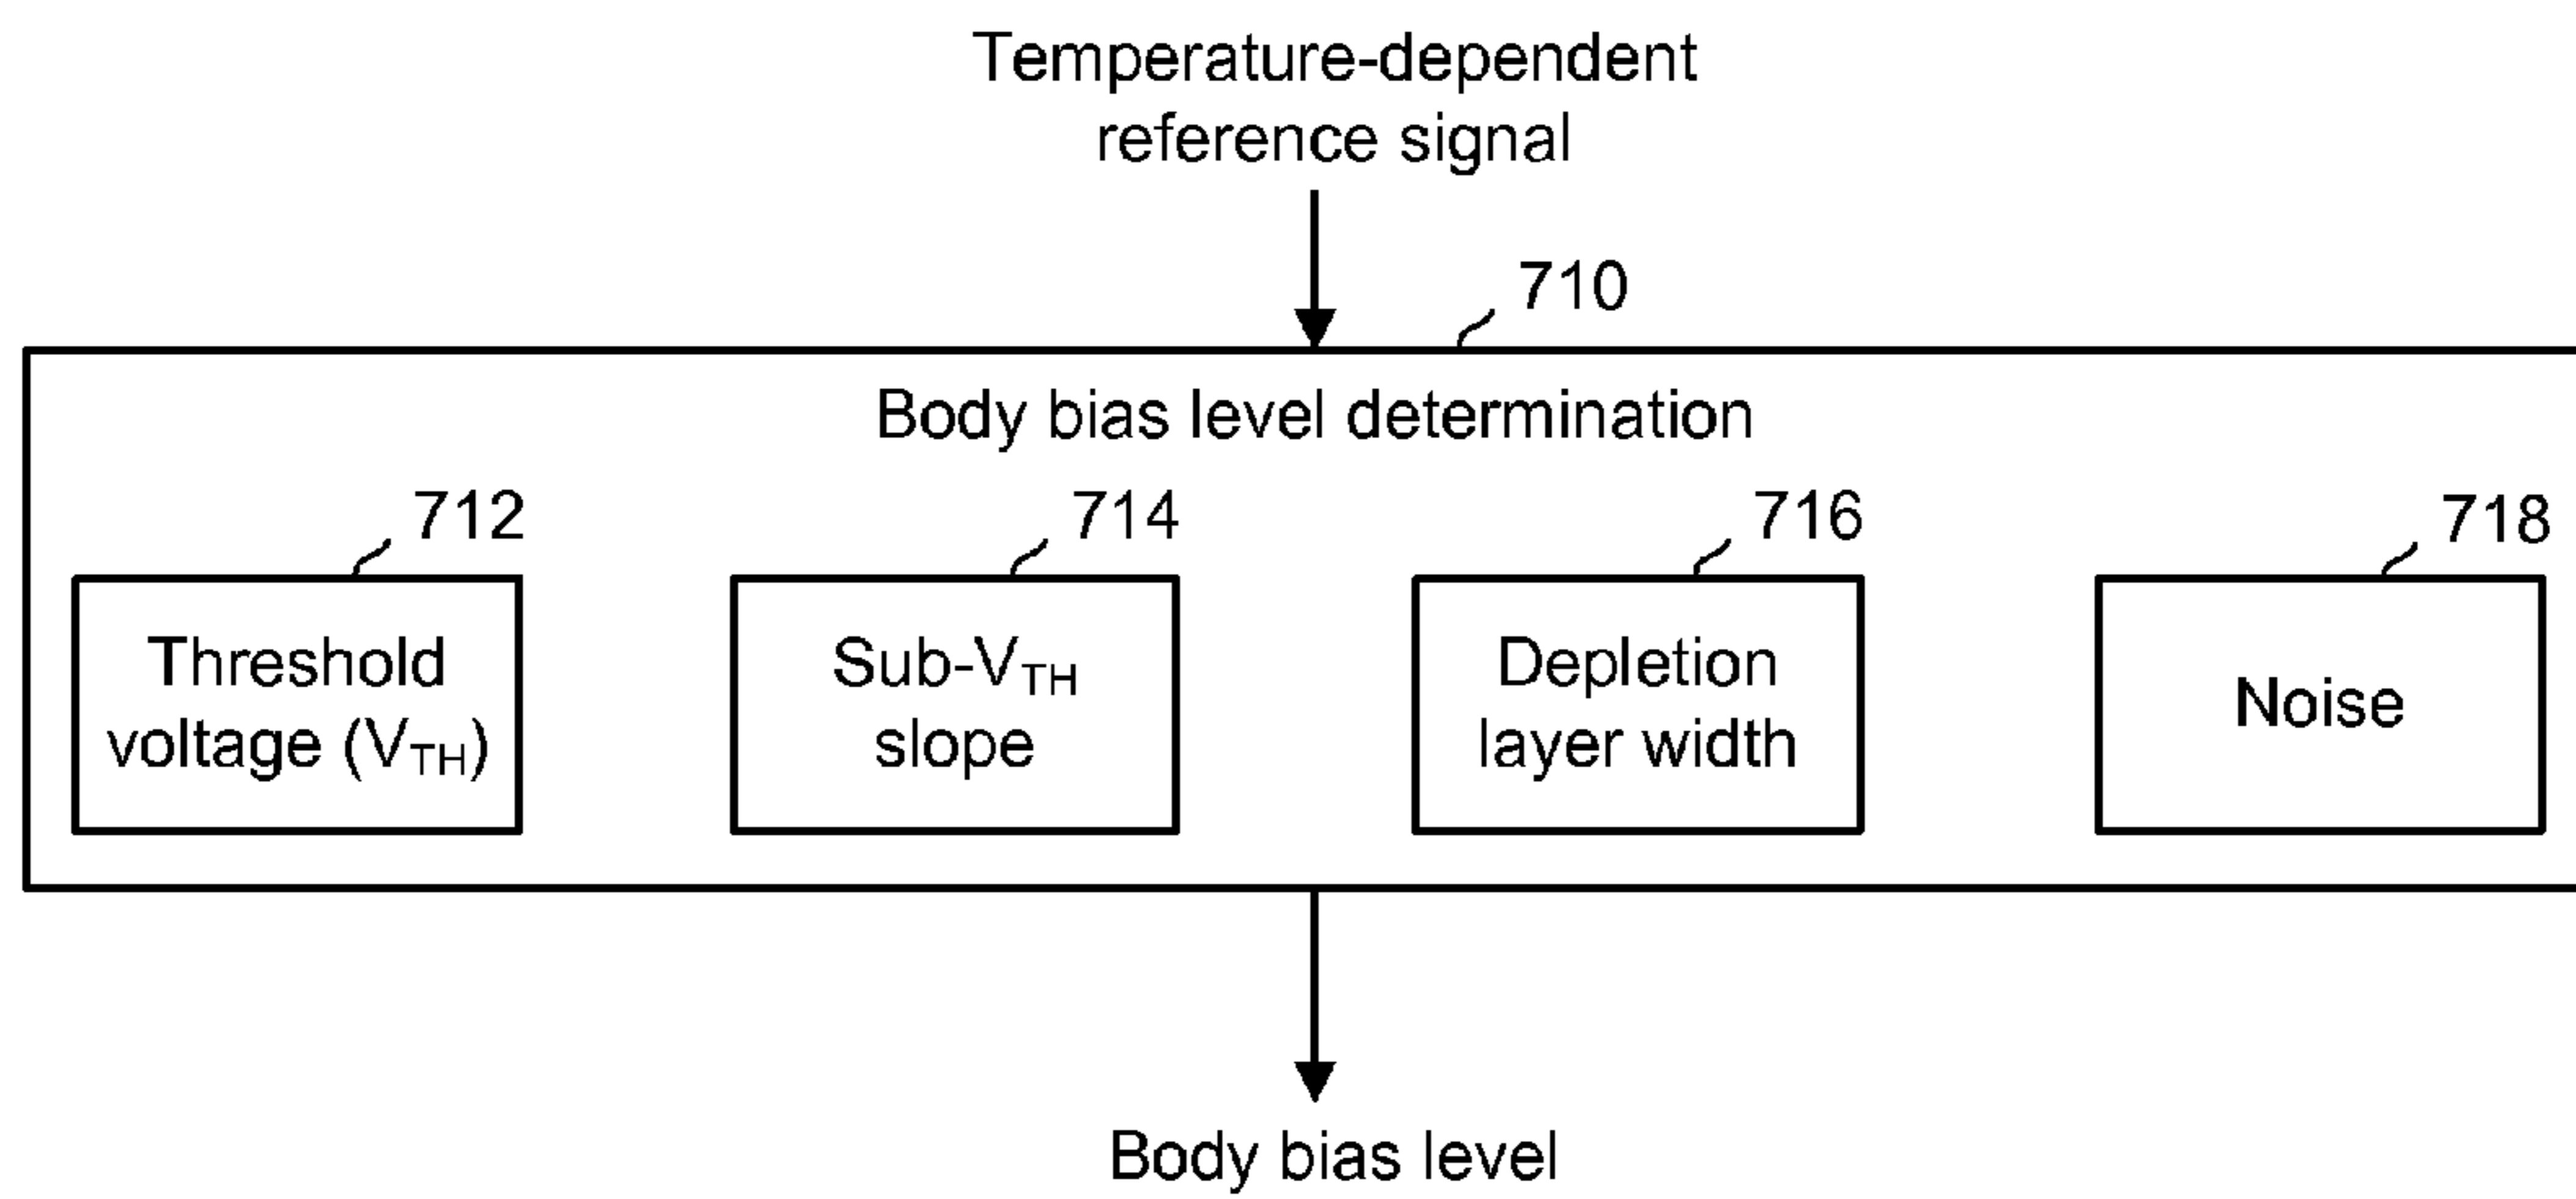 Temperature-dependent
reference signal
710
Body bias level determination
712
714
716
718
Threshold
voltage (VTH)
Sub-VTH
slope
Depletion
layer width
Noise
Body bias level